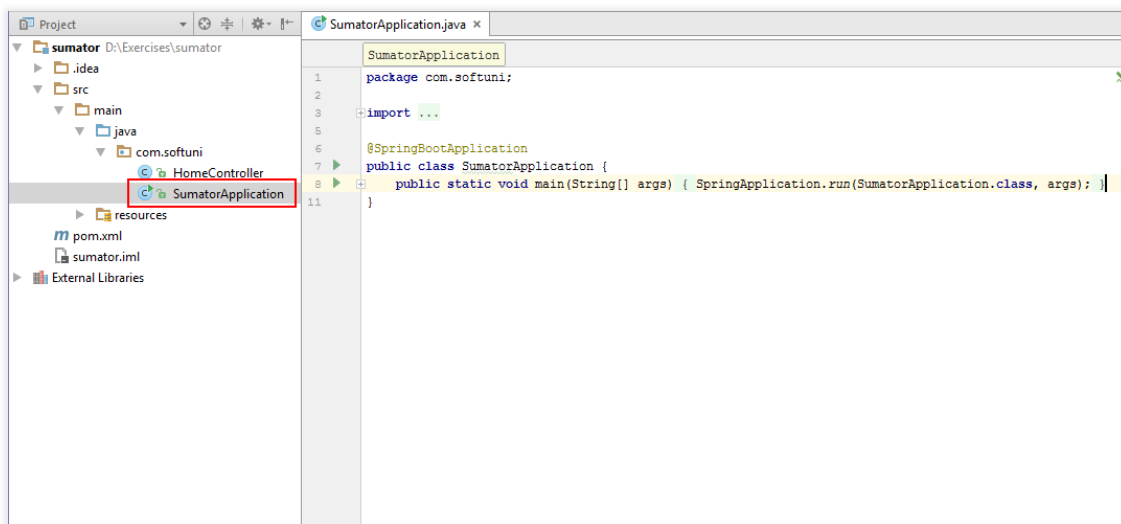 Project
sumator D:\Exercises\sumator
.idea
src
main
java
com.softuni
HomeController
SumatorApplication
resources
pom.xml
sumator.iml
External Libraries
SumatorApplication.java ×
SumatorApplication
1 package com.softuni;
2
3 import ...
5
6 @SpringBootApplication
7 public class SumatorApplication {
8 public static void main(String[] args) { SpringApplication.run(SumatorApplication.class, args); }
11 }